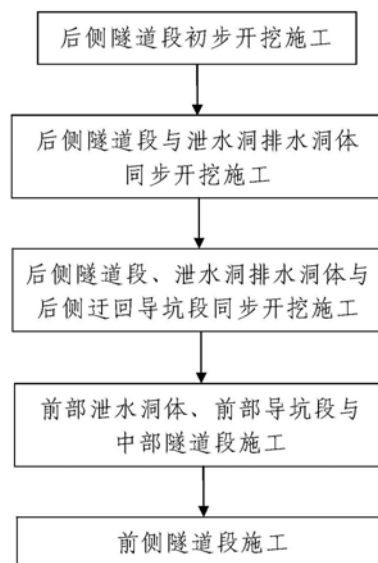 后侧隧道段初步开挖施工
后侧隧道段与泄水洞排水洞体
同步开挖施工
后侧隧道段、泄水洞排水洞体与
后侧迂回导坑段同步开挖施工
前部泄水洞体、前部导坑段与
中部隧道段施工
前侧隧道段施工